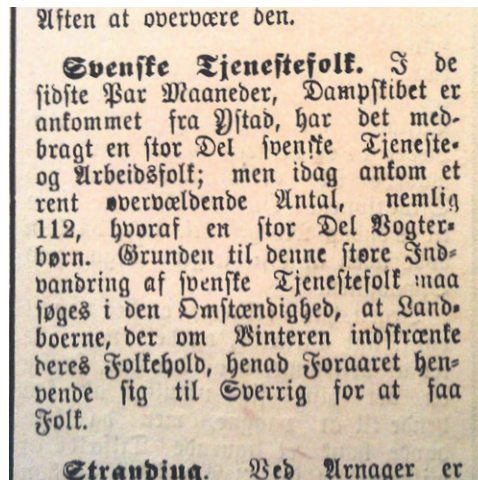 Aften at overvære den.
Svenske Tjenestefolk. I de
sidste Par Maaneder, Dampskibet er
ankommet fra Ystad, har det med-
bragt en stor Del svenske Tjeneste-
og Arbeidsfolk; men idag ankom et
rent overvældende Antal, nemlig
112, hvoraf en stor Del Vogter-
børn. Grunden til denne store Ind-
vandring af svenske Tjenestefolk maa
søges i den Omstændighed, at Land-
boerne, der om Vinteren indskrænke
deres Folkehold, henad Foraaret hen-
vende sig til Sverrig for at faa
Folk.
Stranding. Ved Arnager er